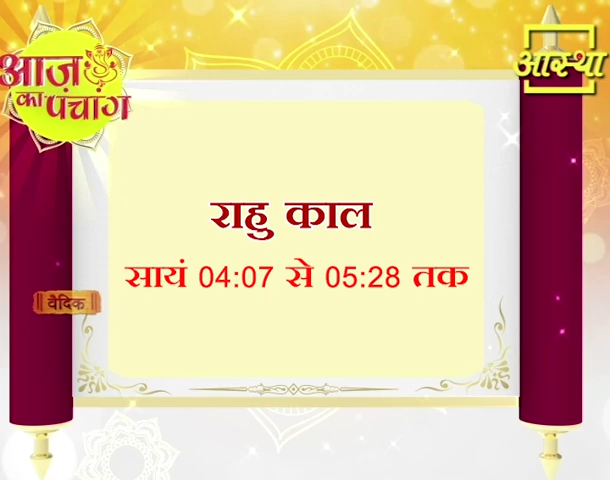 आज
का पंचांग
आस्था
राहु काल
सायं 04:07 से 05:28 तक
॥ वैदिक ॥